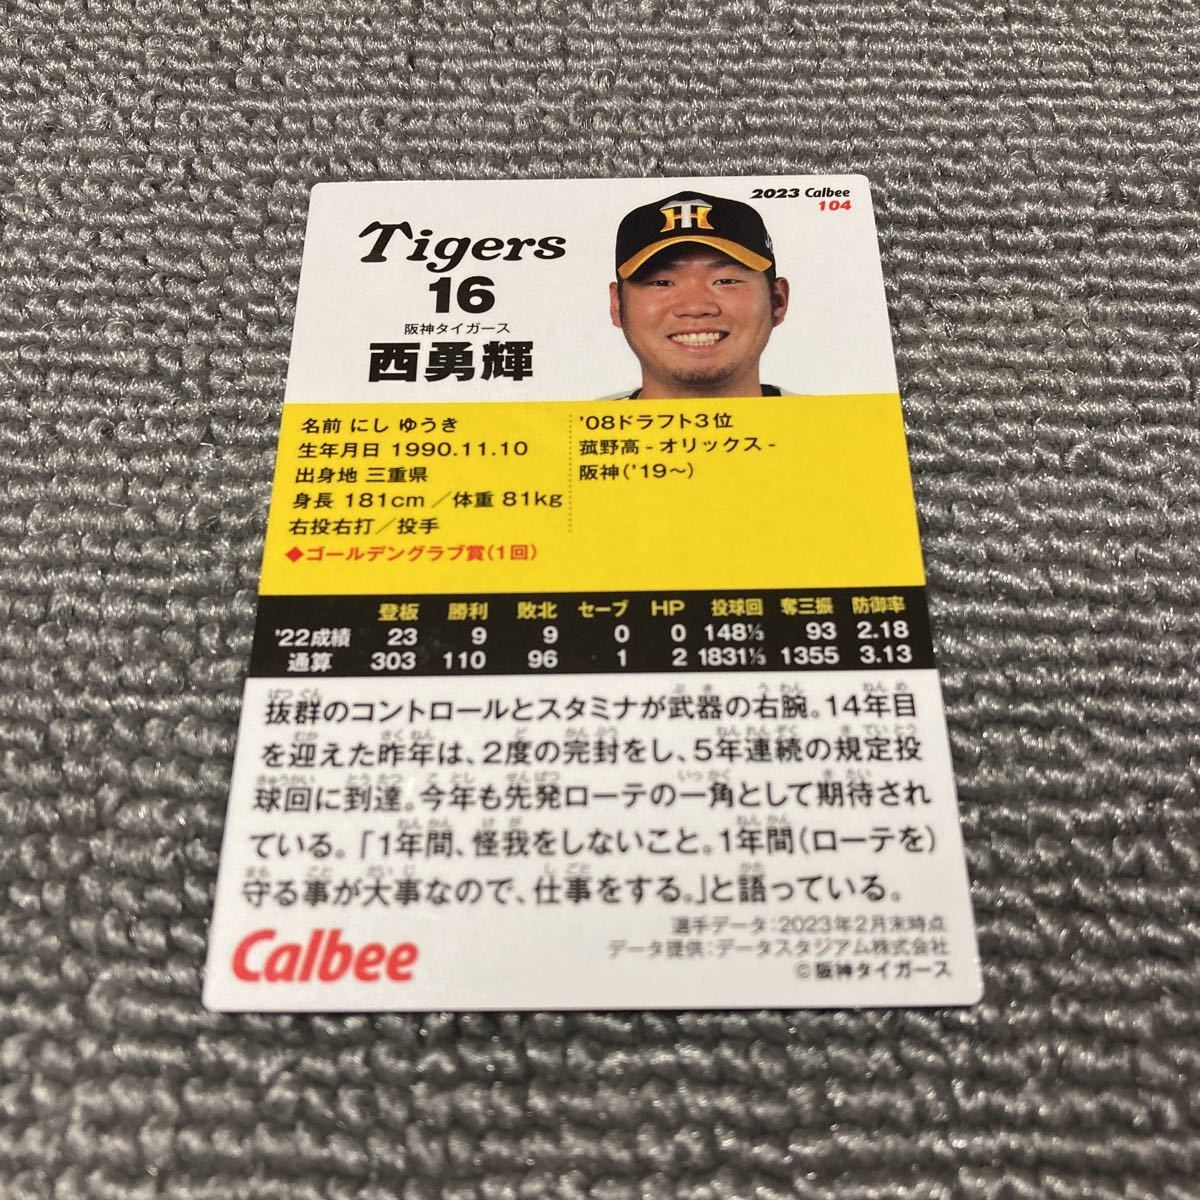 2023 Calbee
104
Tigers
16
阪神タイガース
西勇輝
名前 にし ゆうき
生年月日 1990.11.10
出身地 三重県
身長 181cm／体重 81kg
右投右打／投手
◆ゴールデングラブ賞(1回)
'08ドラフト3位
菰野高-オリックス-
阪神('19〜)
登板 勝利 敗北 セーブ HP 投球回 奪三振 防御率
'22成績 23 9 9 0 0 148⅓ 93 2.18
通算 303 110 96 1 2 1831⅓ 1355 3.13
抜群のコントロールとスタミナが武器の右腕。14年目
を迎えた昨年は、2度の完封をし、5年連続の規定投
球回に到達。今年も先発ローテの一角として期待され
ている。「1年間、怪我をしないこと。1年間(ローテを)
守る事が大事なので、仕事をする。」と語っている。
選手データ:2023年2月末時点
データ提供:データスタジアム株式会社
©阪神タイガース
Calbee